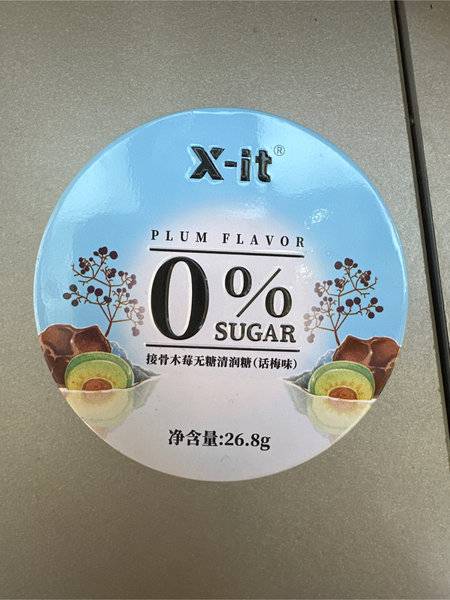 X-it®
PLUM FLAVOR
0%
SUGAR
接骨木莓无糖清润糖(话梅味)
净含量:26.8g